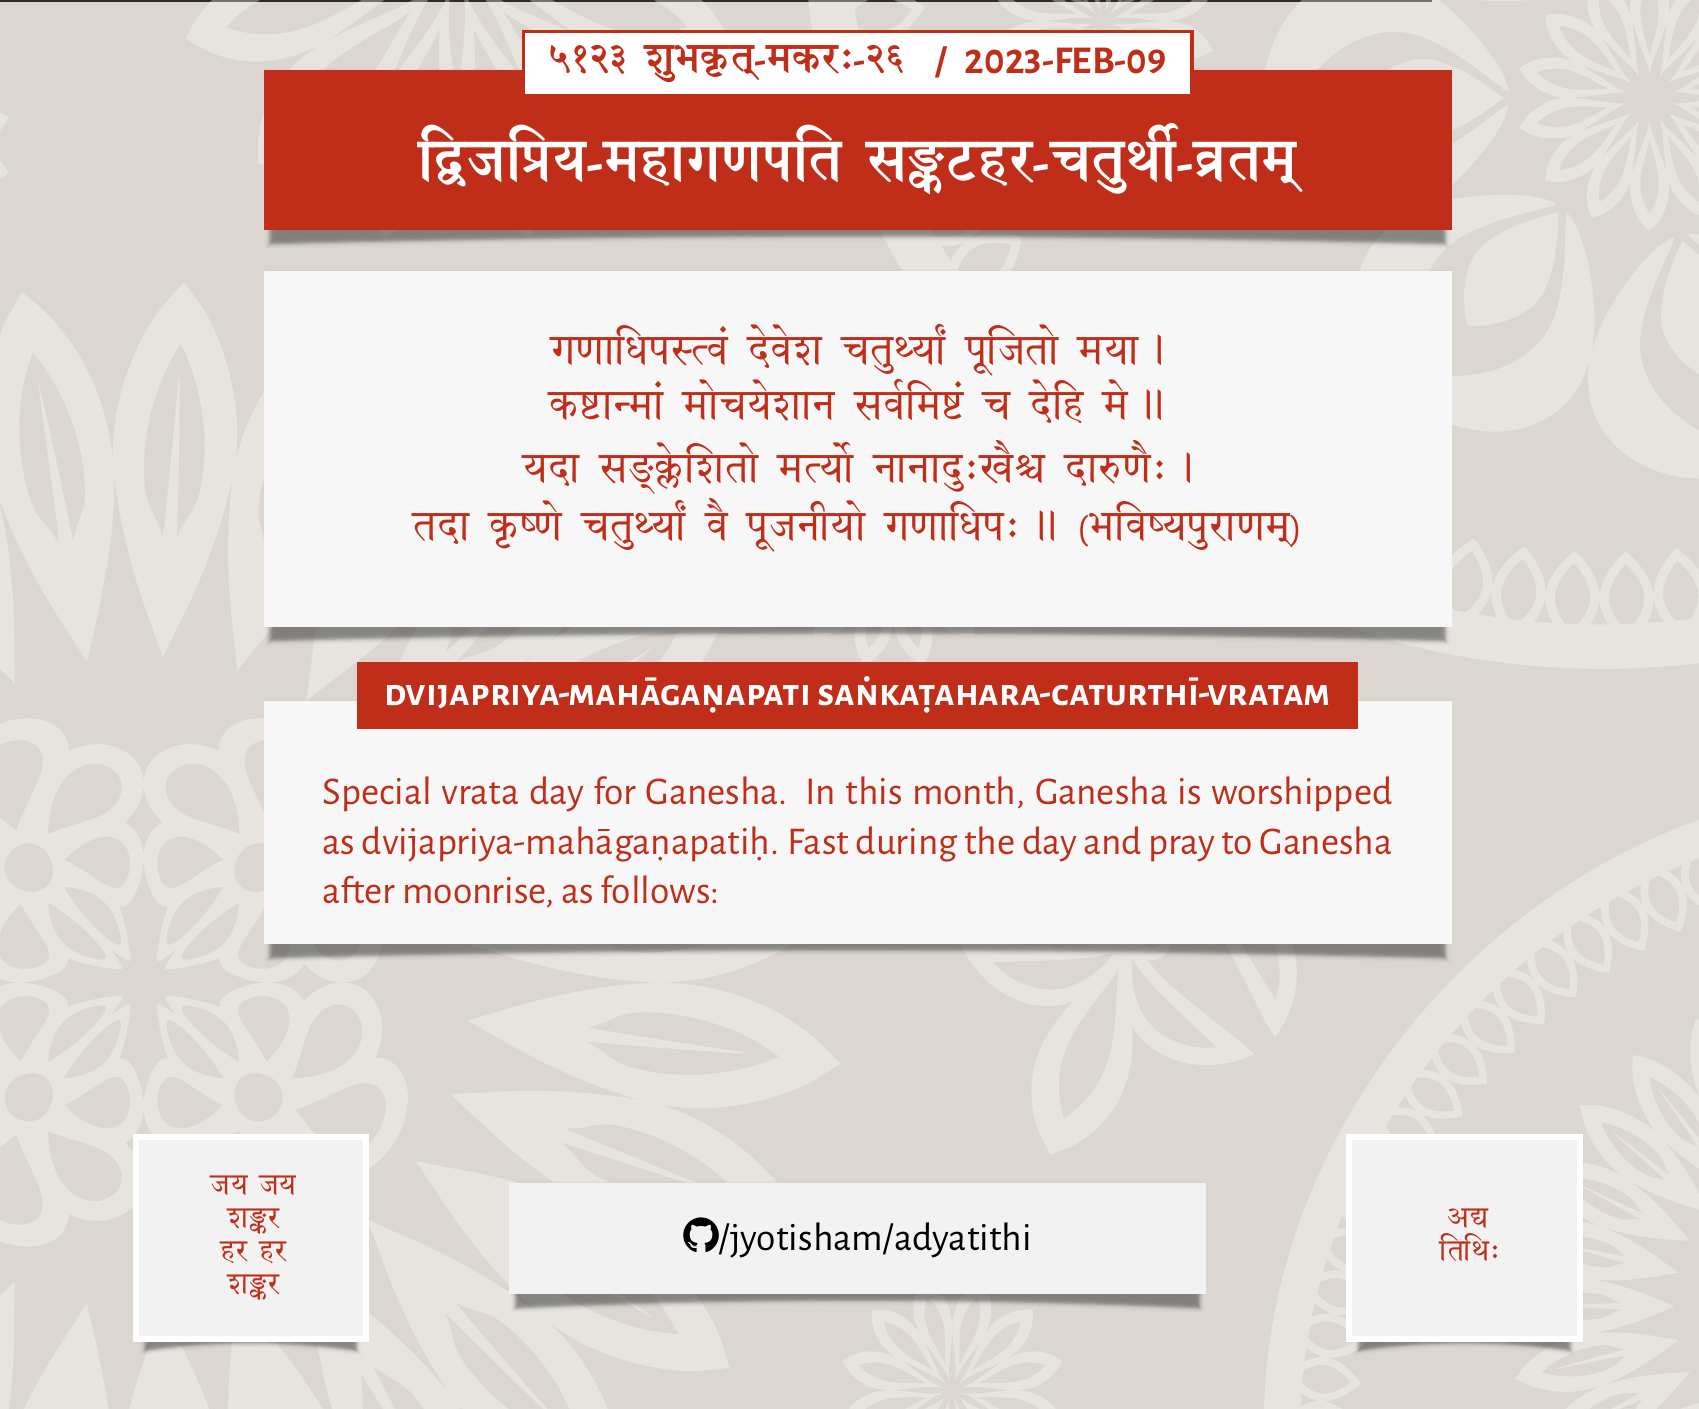 ५१२३ शुभकृत्-मकरः-२६ / 2023-FEB-09
द्विजप्रिय-महागणपति सङ्कटहर-चतुर्थी-व्रतम्
गणाधिपस्त्वं देवेश चतुर्थ्यां पूजितो मया ।
कष्टान्मां मोचयेशान सर्वमिष्टं च देहि मे ॥
यदा सङ्क्लेशितो मर्त्यो नानादुःखैश्च दारुणैः ।
तदा कृष्णे चतुर्थ्यां वै पूजनीयो गणाधिपः ॥ (भविष्यपुराणम्)
DVIJAPRIYA-MAHĀGAṆAPATI SAṄKAṬAHARA-CATURTHĪ-VRATAM
Special vrata day for Ganesha. In this month, Ganesha is worshipped
as dvijapriya-mahāgaṇapatiḥ. Fast during the day and pray to Ganesha
after moonrise, as follows:
जय जय
शङ्कर
हर हर
शङ्कर
/jyotisham/adyatithi
अद्य
तिथिः